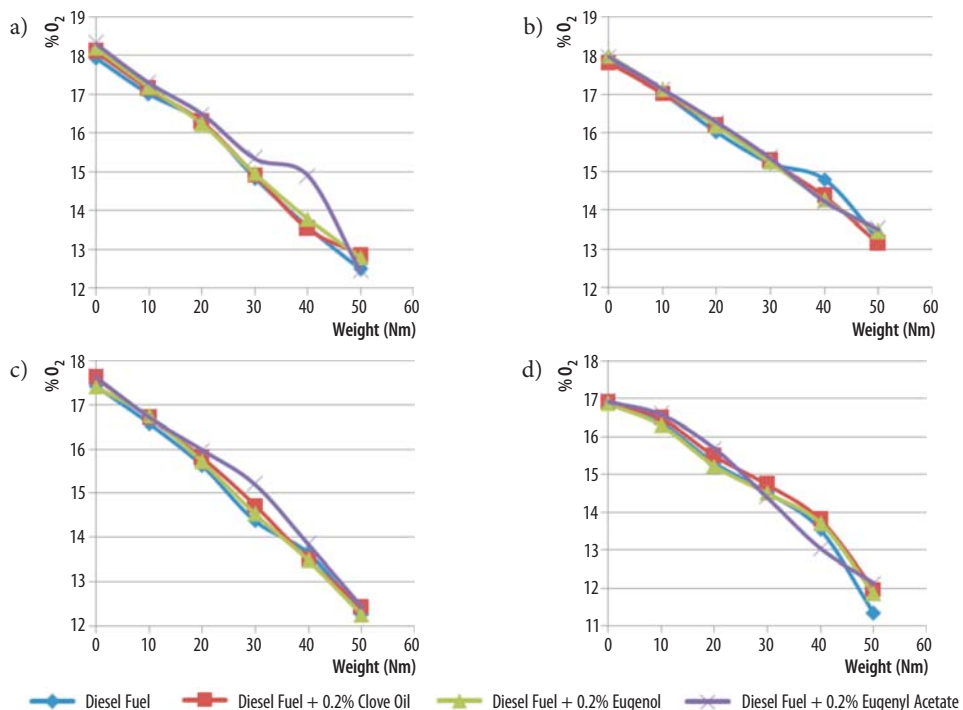 a)
% O2
19
18
17
16
15
14
13
12
0 10 20 30 40 50 60
Weight (Nm)
b)
% O2
19
18
17
16
15
14
13
12
0 10 20 30 40 50 60
Weight (Nm)
c)
% O2
18
17
16
15
14
13
12
0 10 20 30 40 50 60
Weight (Nm)
d)
% O2
18
17
16
15
14
13
12
11
0 10 20 30 40 50 60
Weight (Nm)
Diesel Fuel Diesel Fuel + 0.2% Clove Oil Diesel Fuel + 0.2% Eugenol Diesel Fuel + 0.2% Eugenyl Acetate